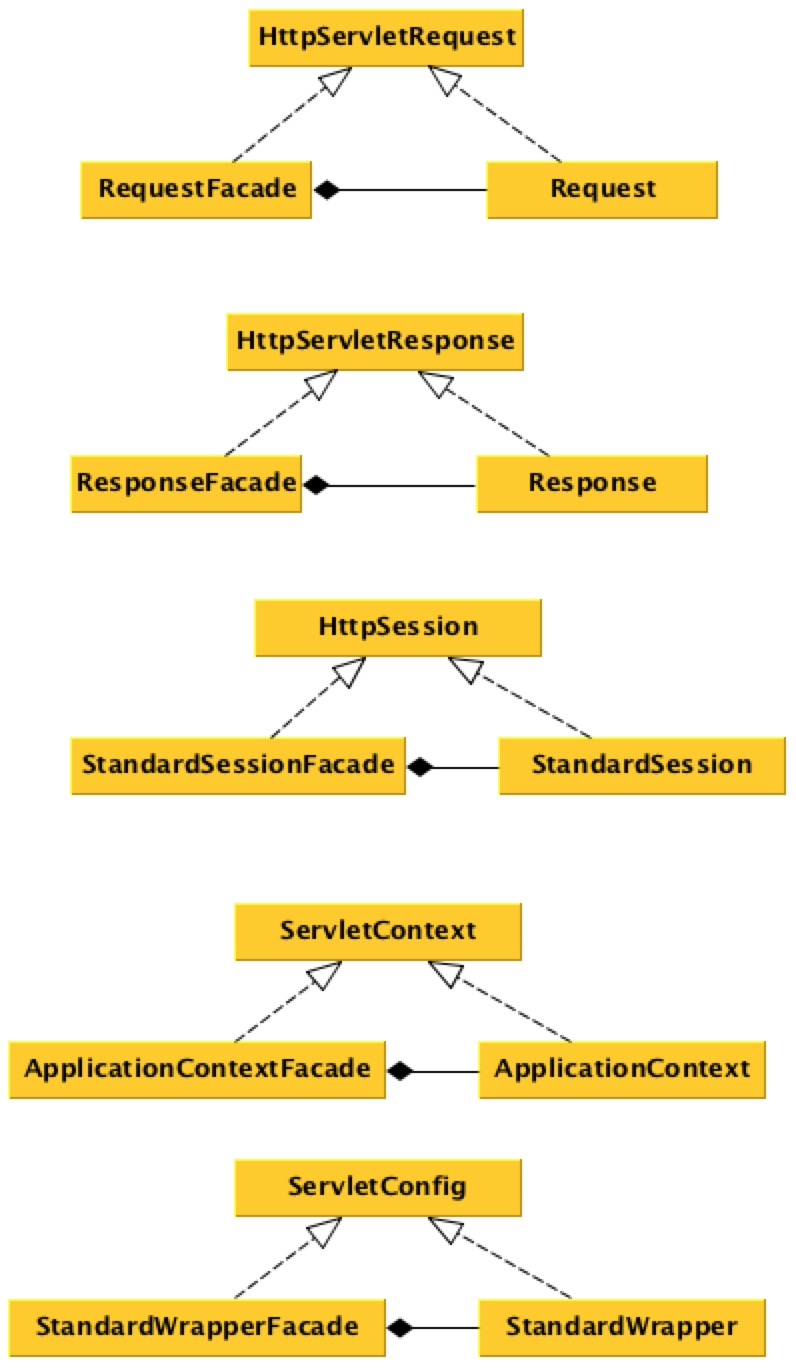 HttpServletRequest
RequestFacade
Request
HttpServletResponse
ResponseFacade
Response
HttpSession
StandardSessionFacade
StandardSession
ServletContext
ApplicationContextFacade
ApplicationContext
ServletConfig
StandardWrapperFacade
StandardWrapper